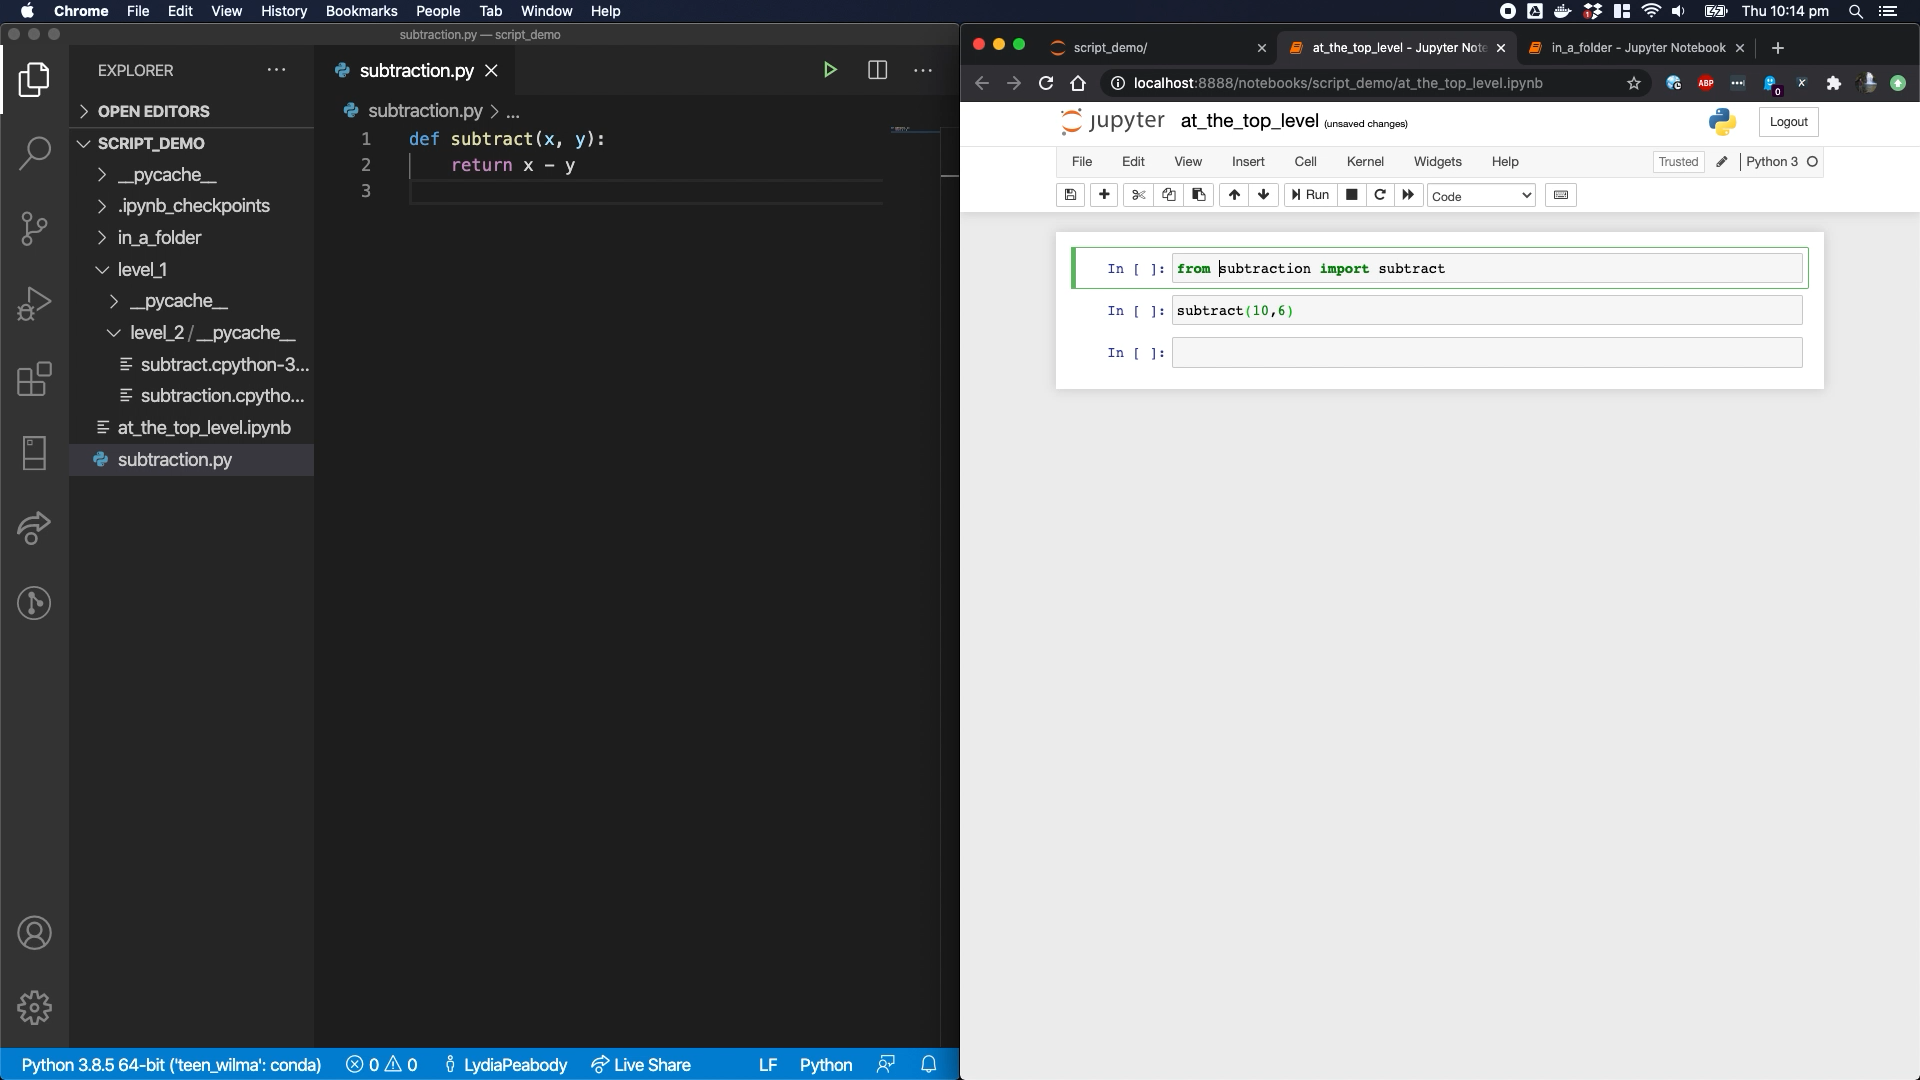 Chrome File Edit View History Bookmarks People Tab Window Help
Thu 10:14 pm
subtraction.py — script_demo
EXPLORER
OPEN EDITORS
SCRIPT_DEMO
__pycache__
.ipynb_checkpoints
in_a_folder
level_1
__pycache__
level_2 / __pycache__
subtract.cpython-3...
subtraction.cpytho...
at_the_top_level.ipynb
subtraction.py
subtraction.py
subtraction.py > ...
1 def subtract(x, y):
2 return x - y
3
Python 3.8.5 64-bit ('teen_wilma': conda) 0 0 LydiaPeabody Live Share LF Python
script_demo/
at_the_top_level - Jupyter Note
in_a_folder - Jupyter Notebook
localhost:8888/notebooks/script_demo/at_the_top_level.ipynb
ABP
0
jupyter at_the_top_level (unsaved changes)
Logout
File Edit View Insert Cell Kernel Widgets Help
Trusted
Python 3
Run
Code
In [ ]: from subtraction import subtract
In [ ]: subtract(10,6)
In [ ]: